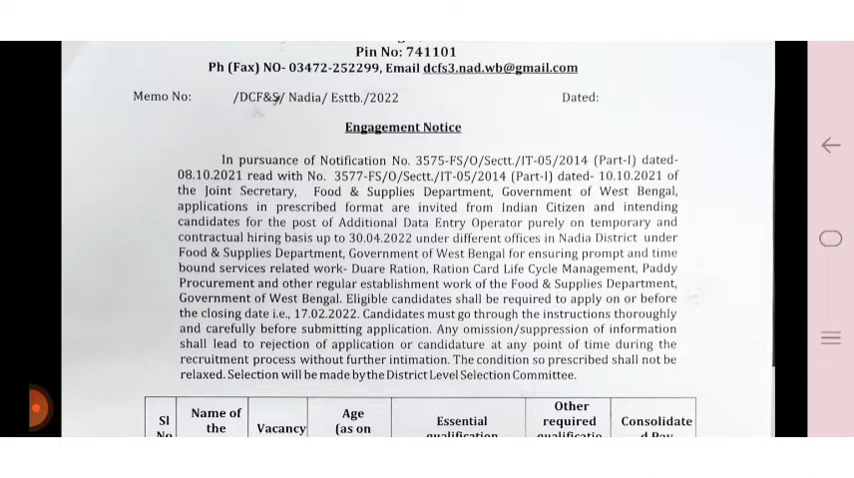 Pin No: 741101
Ph (Fax) NO- 03472-252299, Email dcfs3.nad.wb@gmail.com
Memo No: /DCF&S/ Nadia/ Esttb./2022 Dated:
Engagement Notice
In pursuance of Notification No. 3575-FS/O/Sectt./IT-05/2014 (Part-I) dated-
08.10.2021 read with No. 3577-FS/O/Sectt./IT-05/2014 (Part-I) dated- 10.10.2021 of
the Joint Secretary, Food & Supplies Department, Government of West Bengal,
applications in prescribed format are invited from Indian Citizen and intending
candidates for the post of Additional Data Entry Operator purely on temporary and
contractual hiring basis up to 30.04.2022 under different offices in Nadia District under
Food & Supplies Department, Government of West Bengal for ensuring prompt and time
bound services related work- Duare Ration, Ration Card Life Cycle Management, Paddy
Procurement and other regular establishment work of the Food & Supplies Department,
Government of West Bengal. Eligible candidates shall be required to apply on or before
the closing date i.e., 17.02.2022. Candidates must go through the instructions thoroughly
and carefully before submitting application. Any omission/suppression of information
shall lead to rejection of application or candidature at any point of time during the
recruitment process without further intimation. The condition so prescribed shall not be
relaxed. Selection will be made by the District Level Selection Committee.
Sl Name of the Vacancy Age (as on Essential qualification Other required qualificatio Consolidate d Pay
No